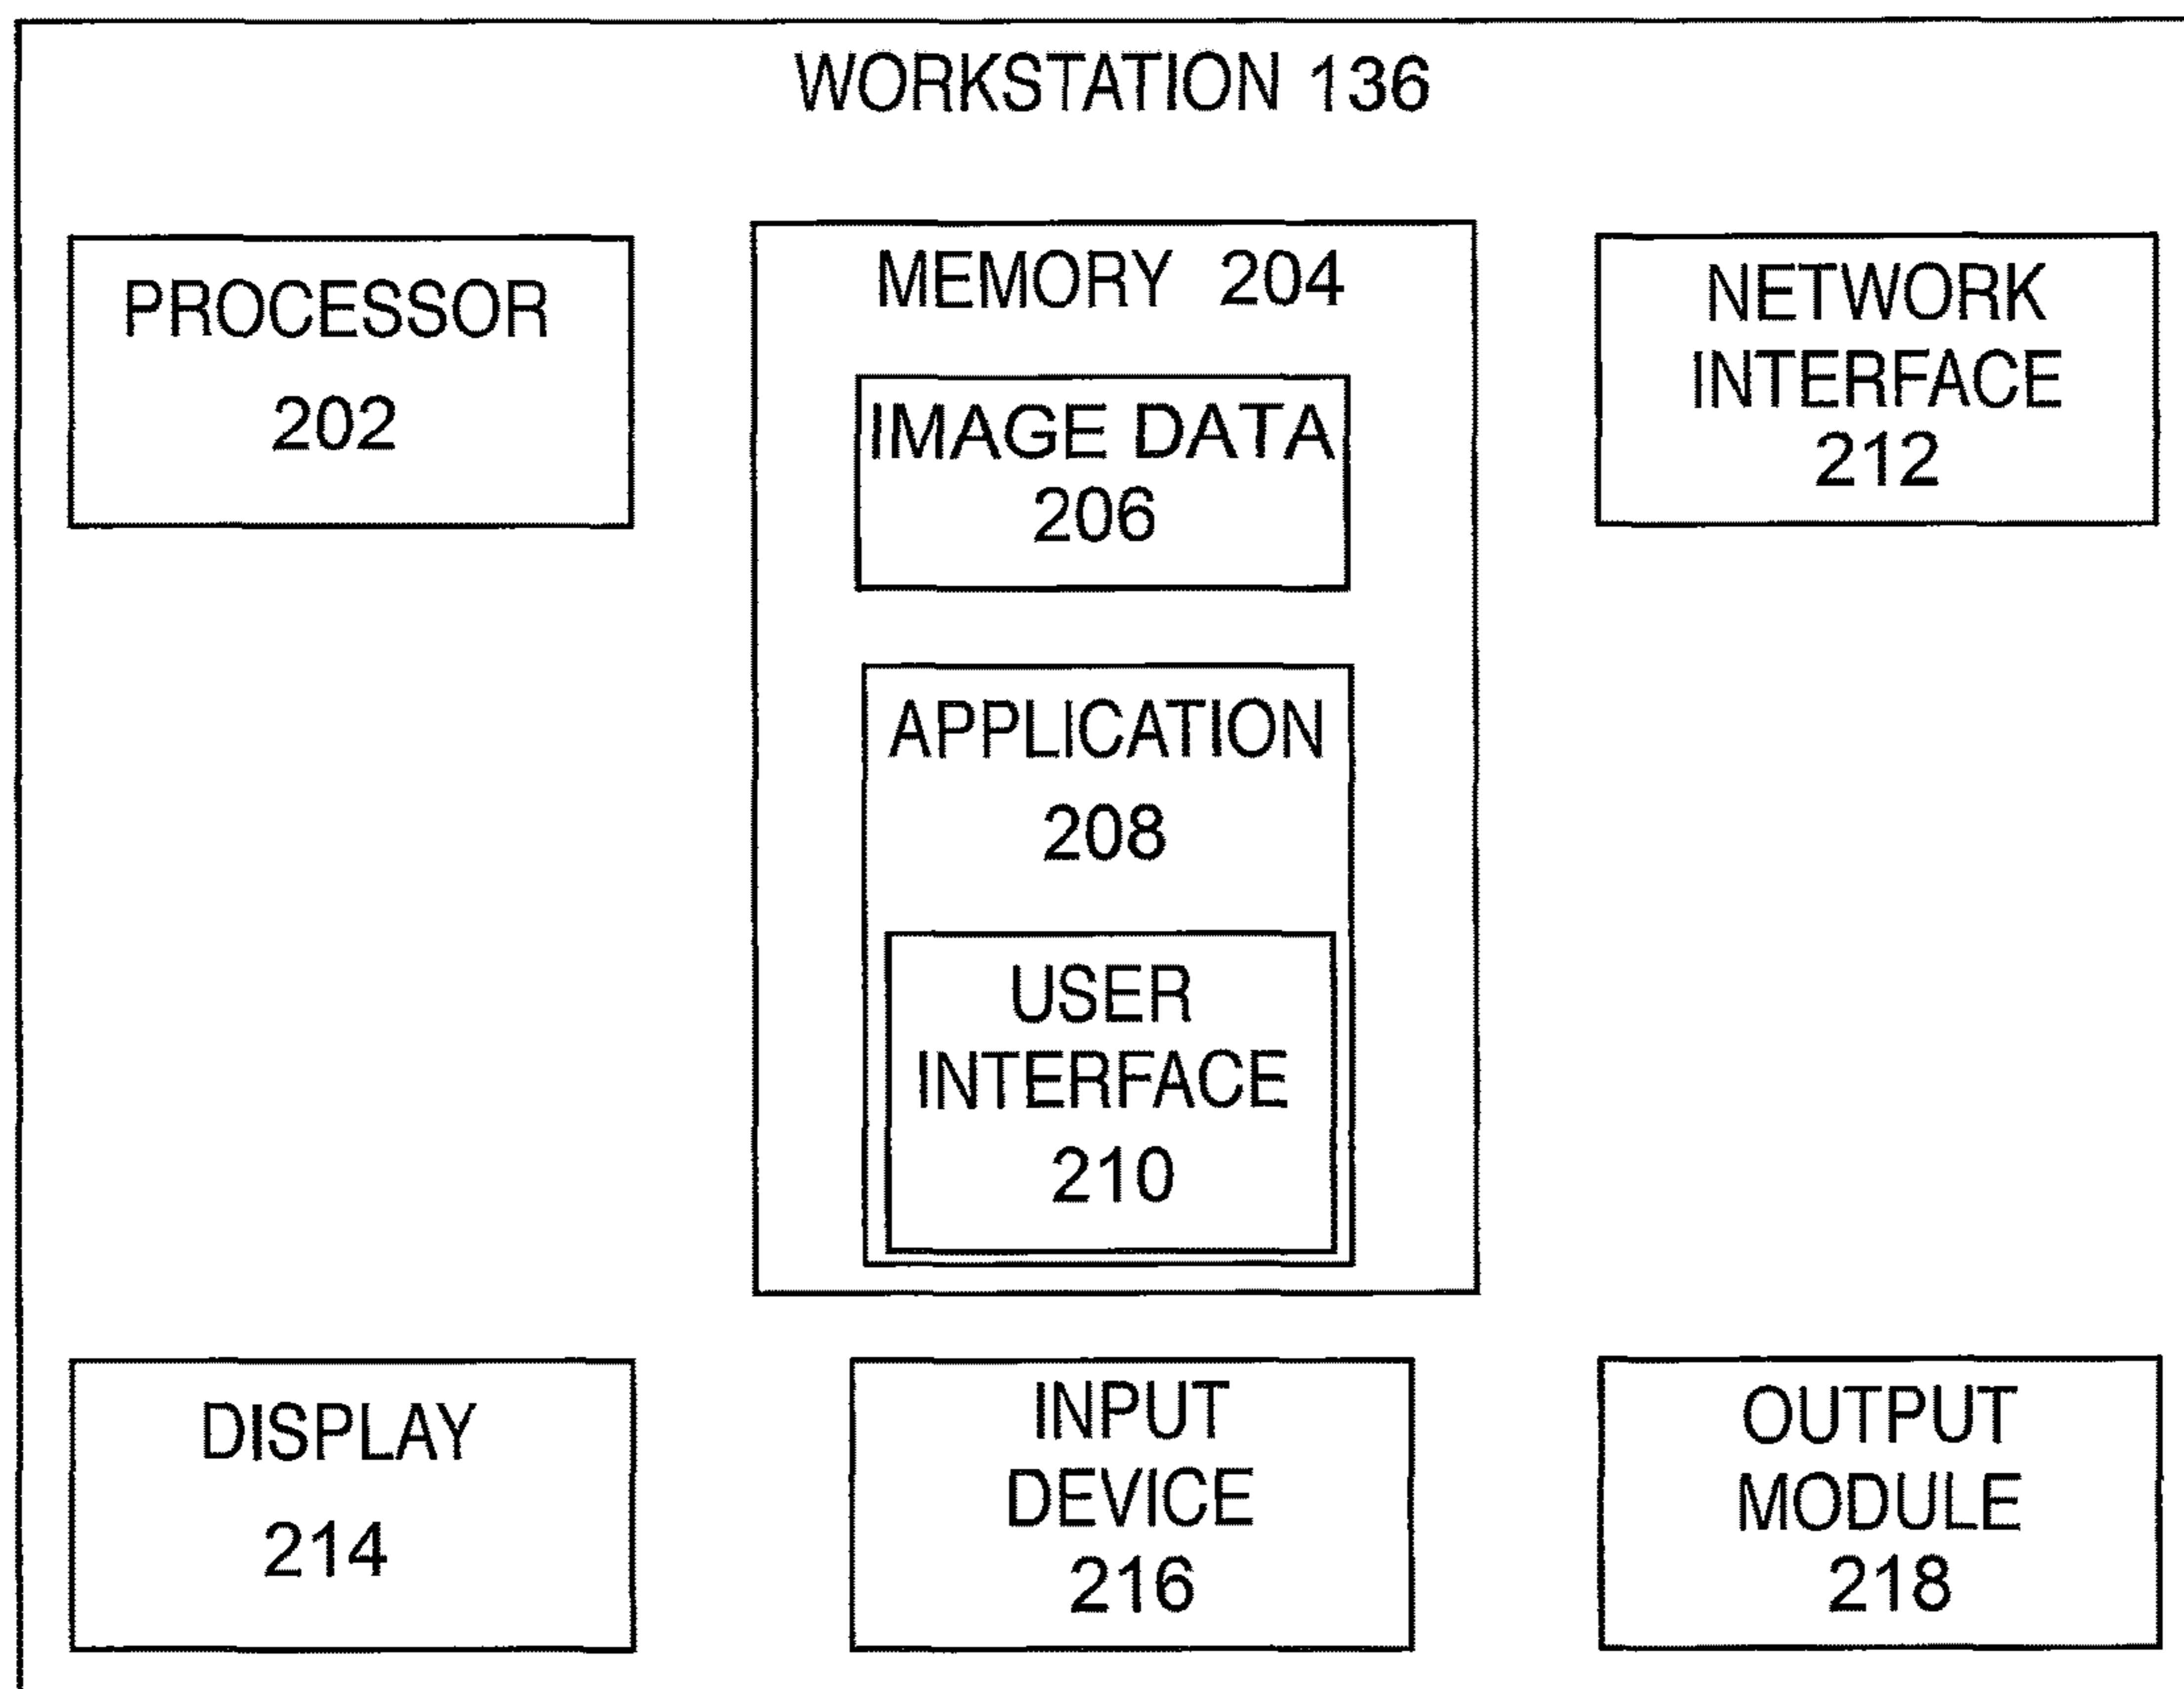 WORKSTATION 136
PROCESSOR
202
MEMORY 204
IMAGE DATA
206
APPLICATION
208
USER
INTERFACE
210
NETWORK
INTERFACE
212
DISPLAY
214
INPUT
DEVICE
216
OUTPUT
MODULE
218